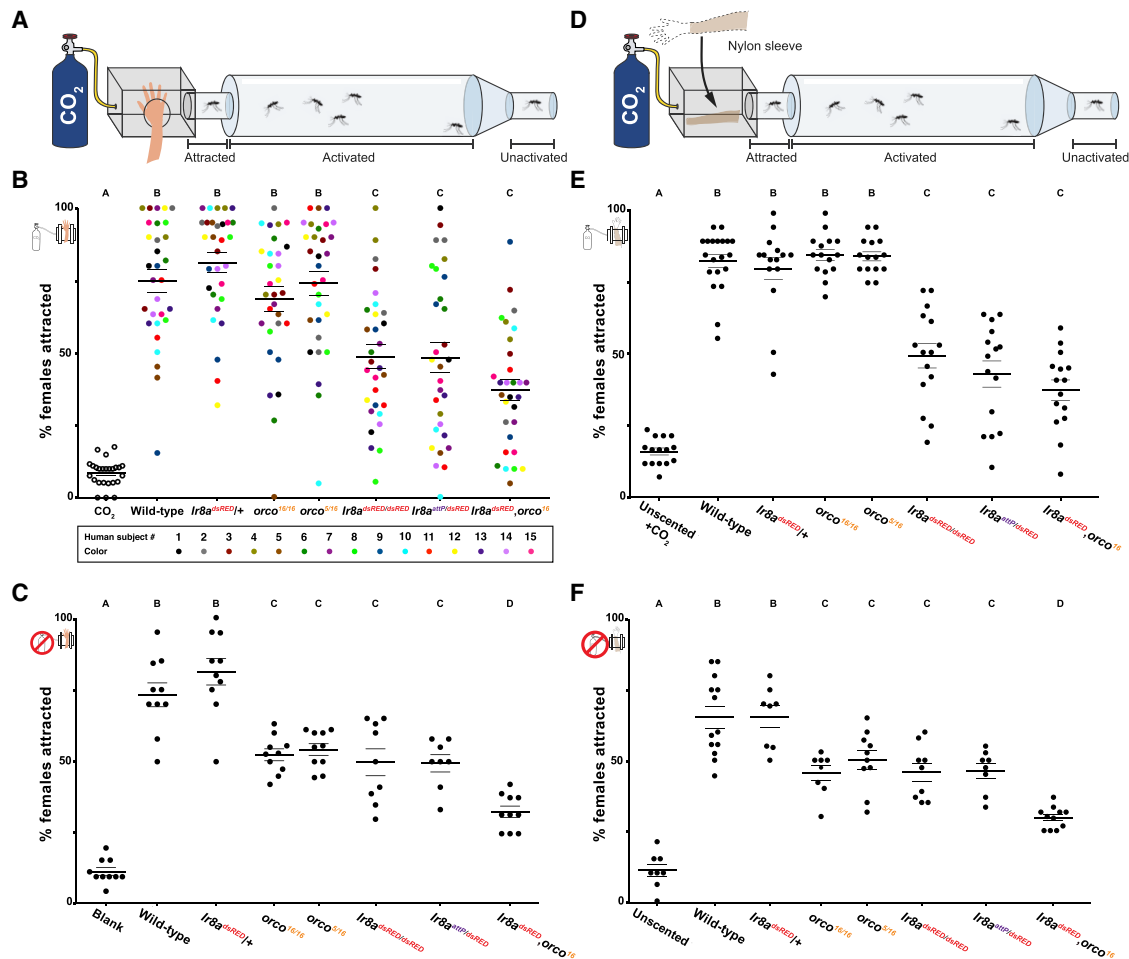 A
CO2
Attracted
Activated
Unactivated
D
Nylon sleeve
CO2
Attracted
Activated
Unactivated
B
% females attracted
100
50
0
A B B B B C C C
CO2 Wild-type Ir8a^dsRED/+ orco^16/16 orco^5/16 Ir8a^dsRED/dsRED Ir8a^attP/dsRED Ir8a^dsRED,orco^16
Human subject # 1 2 3 4 5 6 7 8 9 10 11 12 13 14 15
Color
E
% females attracted
100
50
0
A B B B B C C C
Unscented +CO2 Wild-type Ir8a^dsRED/+ orco^16/16 orco^5/16 Ir8a^dsRED/dsRED Ir8a^attP/dsRED Ir8a^dsRED,orco^16
C
% females attracted
100
50
0
A B B C C C C D
Blank Wild-type Ir8a^dsRED/+ orco^16/16 orco^5/16 Ir8a^dsRED/dsRED Ir8a^attP/dsRED Ir8a^dsRED,orco^16
F
% females attracted
100
50
0
A B B C C C C D
Unscented Wild-type Ir8a^dsRED/+ orco^16/16 orco^5/16 Ir8a^dsRED/dsRED Ir8a^attP/dsRED Ir8a^dsRED,orco^16